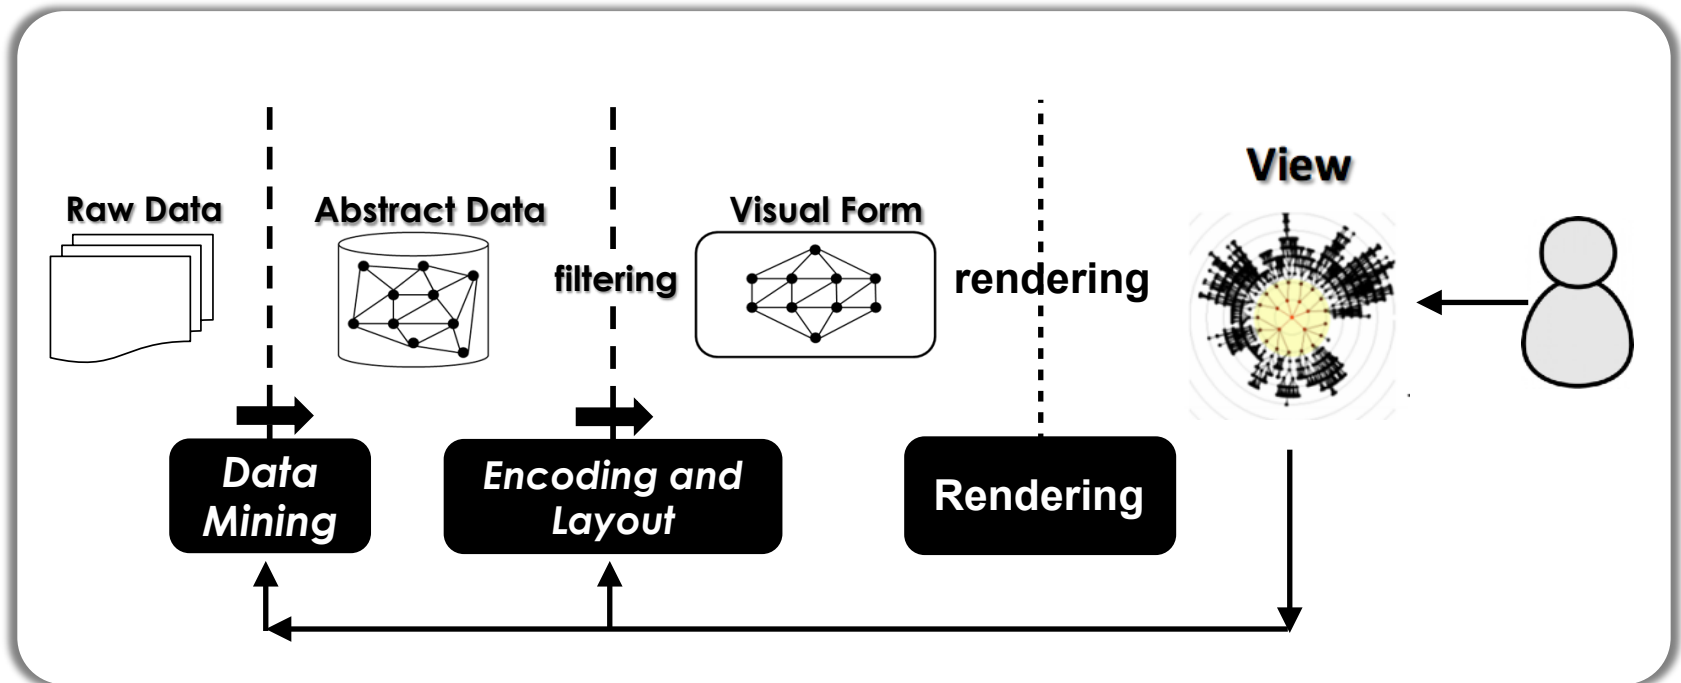 View
Raw Data
Abstract Data
Visual Form
filtering
rendering
Data
Mining
Encoding and
Layout
Rendering